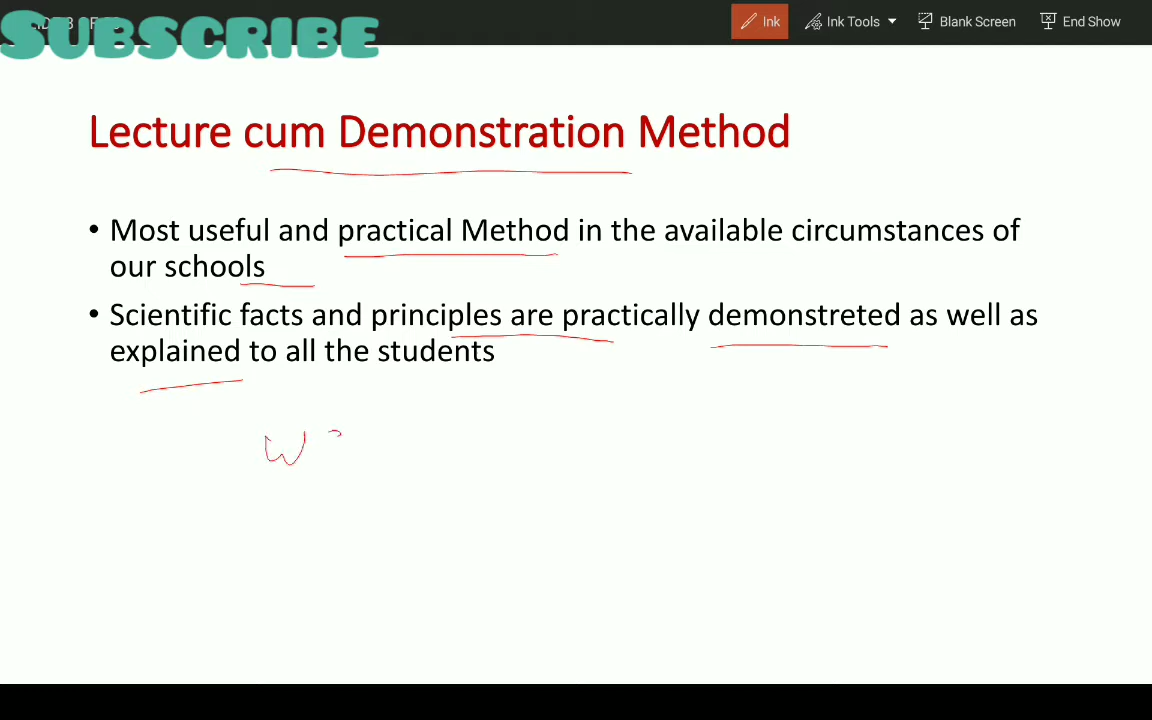 SUBSCRIBE
Ink
Ink Tools
Blank Screen
End Show
Lecture cum Demonstration Method
• Most useful and practical Method in the available circumstances of
our schools
• Scientific facts and principles are practically demonstreted as well as
explained to all the students
W